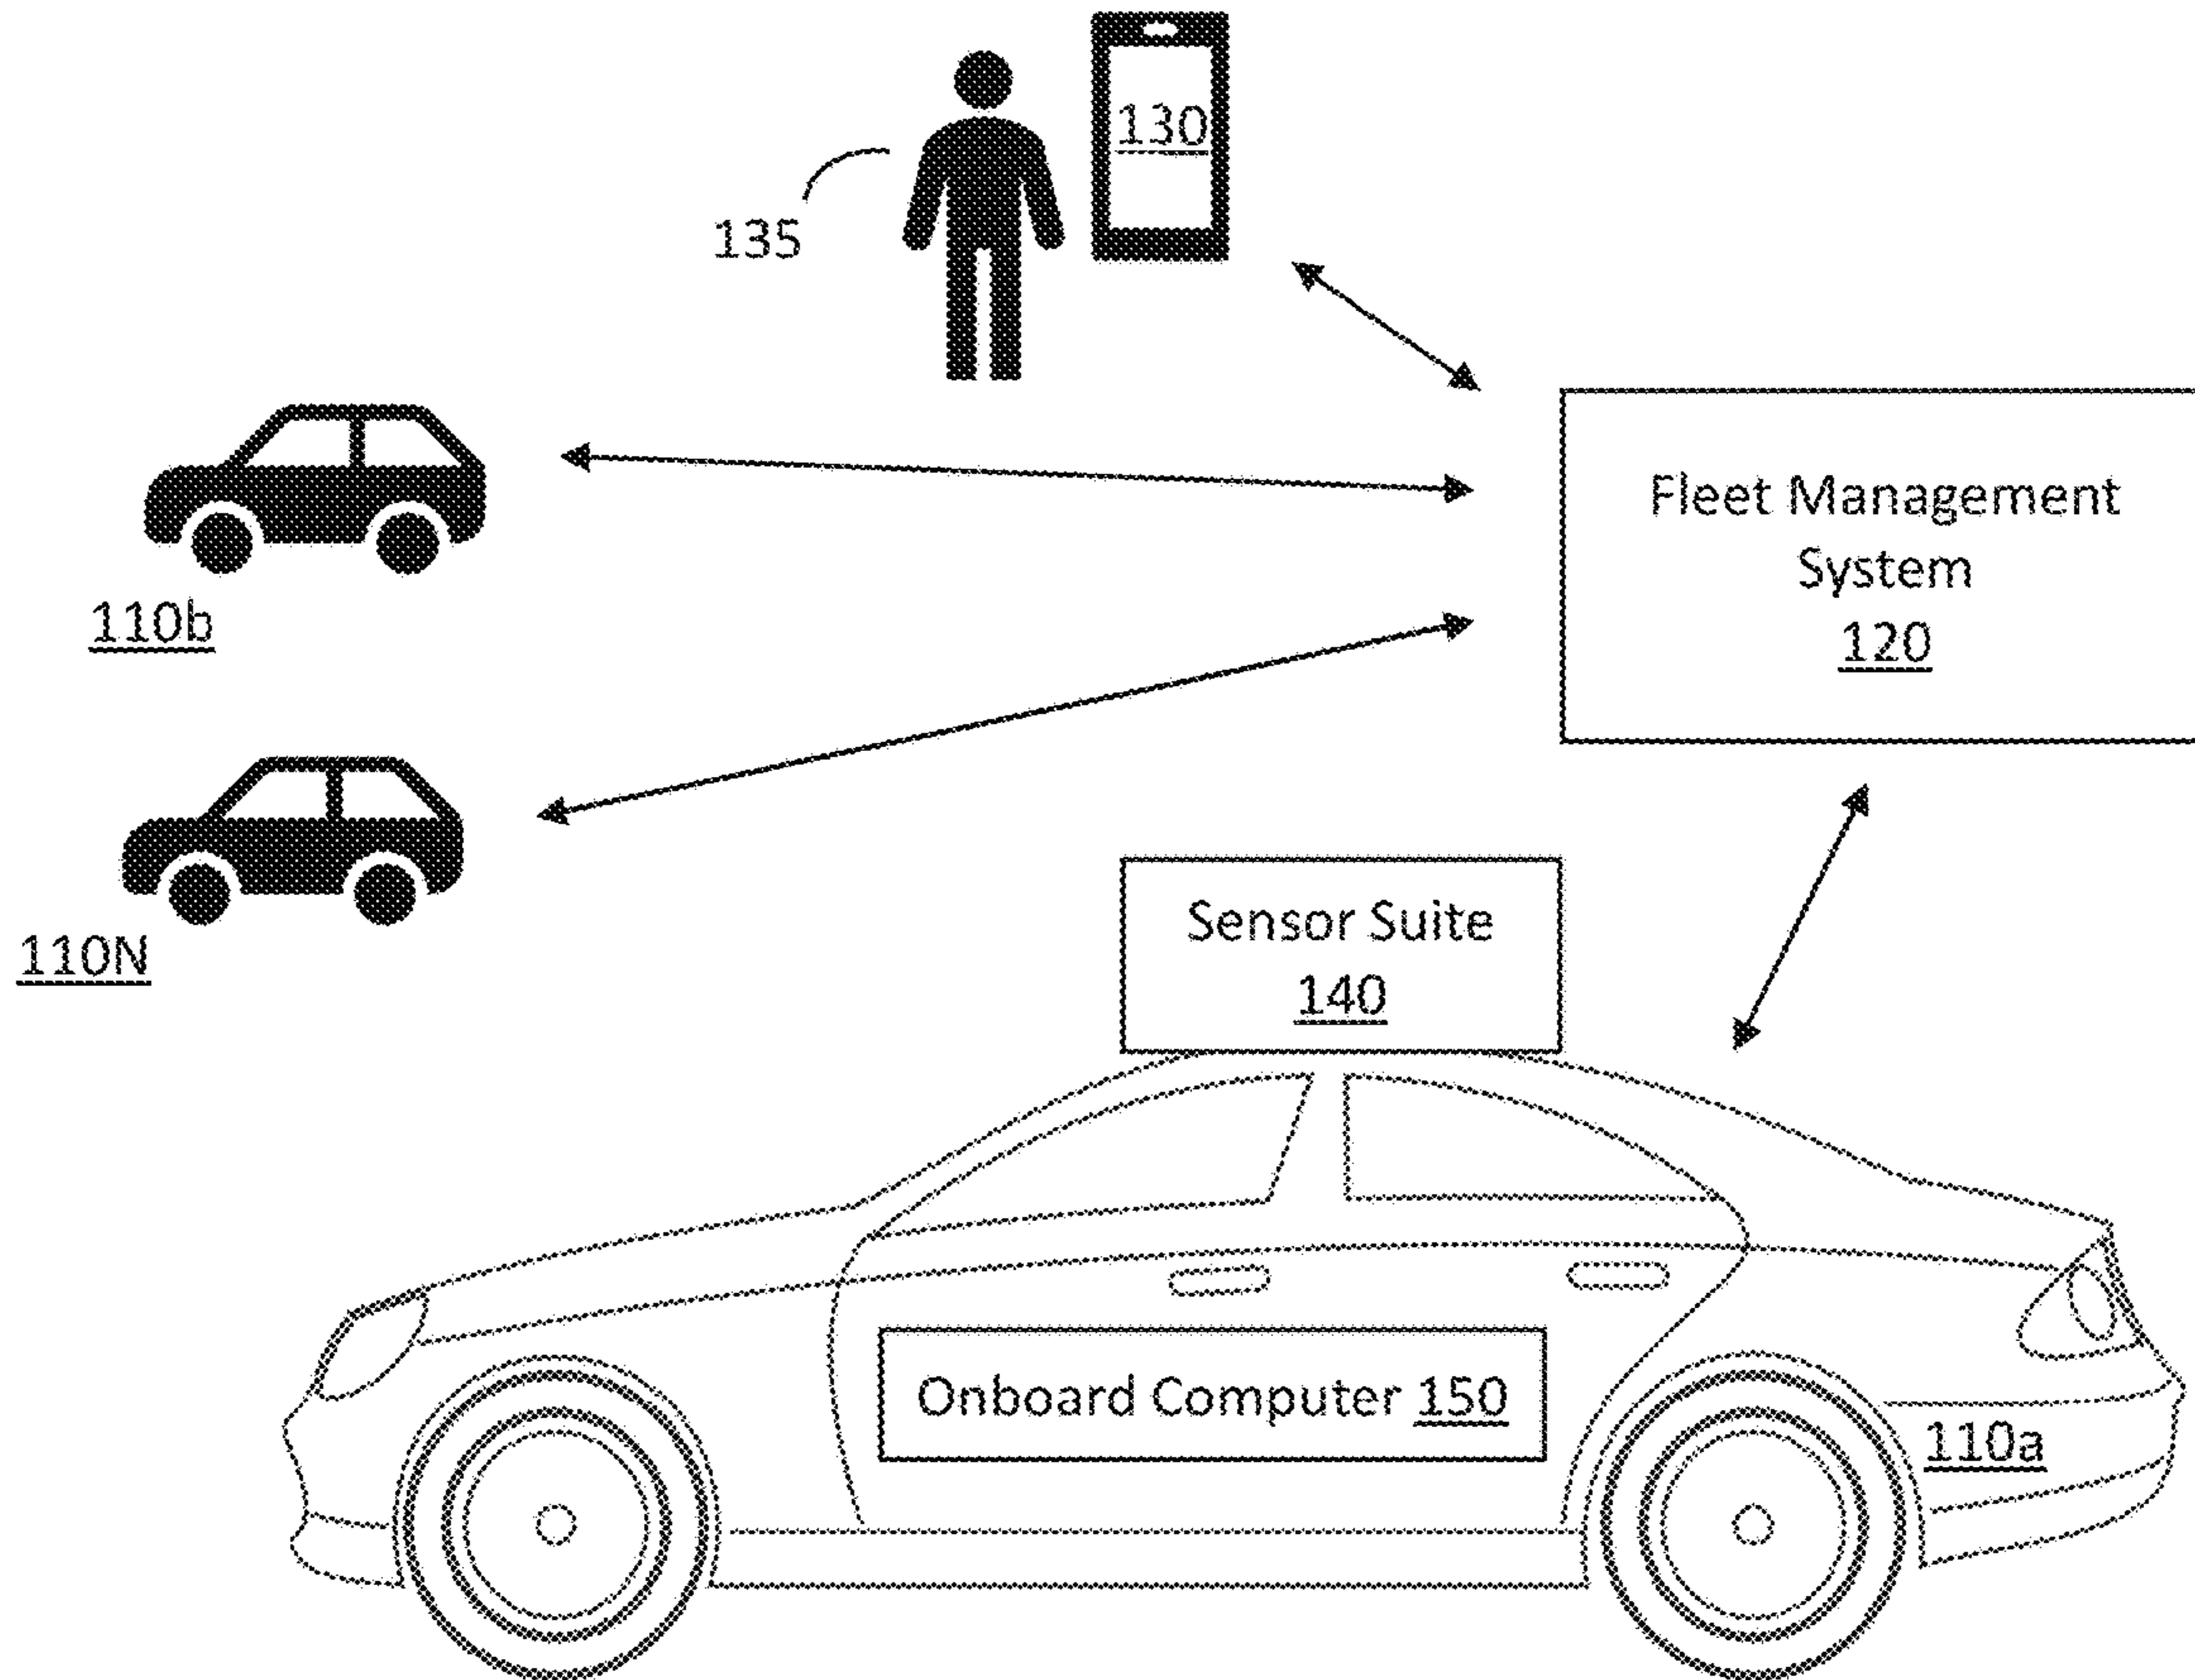 130
135
Fleet Management
System
120
110b
110N
Sensor Suite
140
Onboard Computer 150
110a